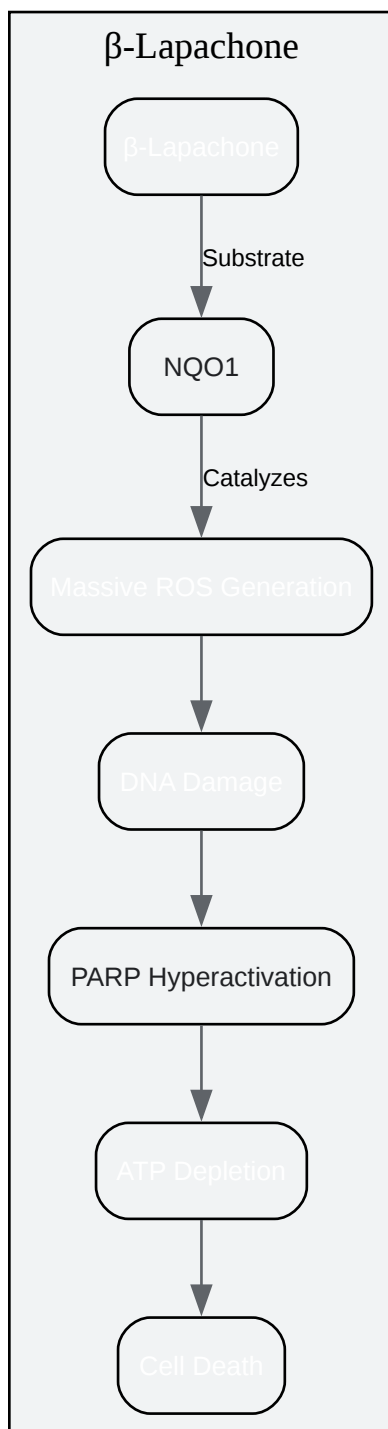 β-Lapachone
β-Lapachone
Substrate
NQO1
Catalyzes
Massive ROS Generation
DNA Damage
PARP Hyperactivation
ATP Depletion
Cell Death